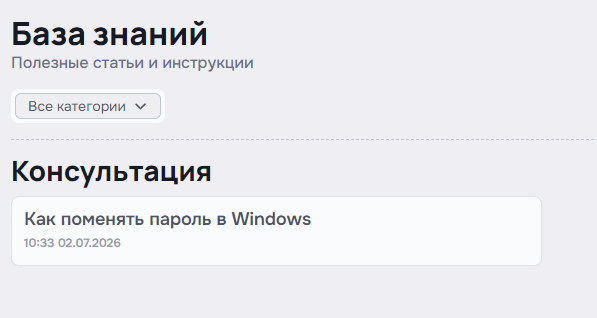 База знаний
Полезные статьи и инструкции
Все категории
Консультация
Как поменять пароль в Windows
10:33 02.07.2026